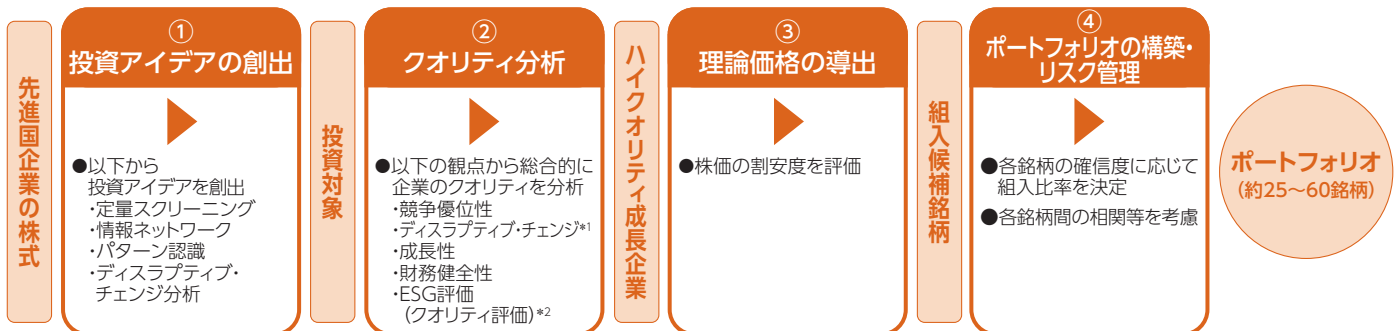 先進国企業の株式
①
投資アイデアの創出
●以下から
投資アイデアを創出
・定量スクリーニング
・情報ネットワーク
・パターン認識
・ディスラプティブ・
チェンジ分析
投資対象
②
クオリティ分析
●以下の観点から総合的に
企業のクオリティを分析
・競争優位性
・ディスラプティブ・チェンジ*1
・成長性
・財務健全性
・ESG評価
(クオリティ評価)*2
ハイクオリティ成長企業
③
理論価格の導出
●株価の割安度を評価
組入候補銘柄
④
ポートフォリオの構築・
リスク管理
●各銘柄の確信度に応じて
組入比率を決定
●各銘柄間の相関等を考慮
ポートフォリオ
(約25〜60銘柄)